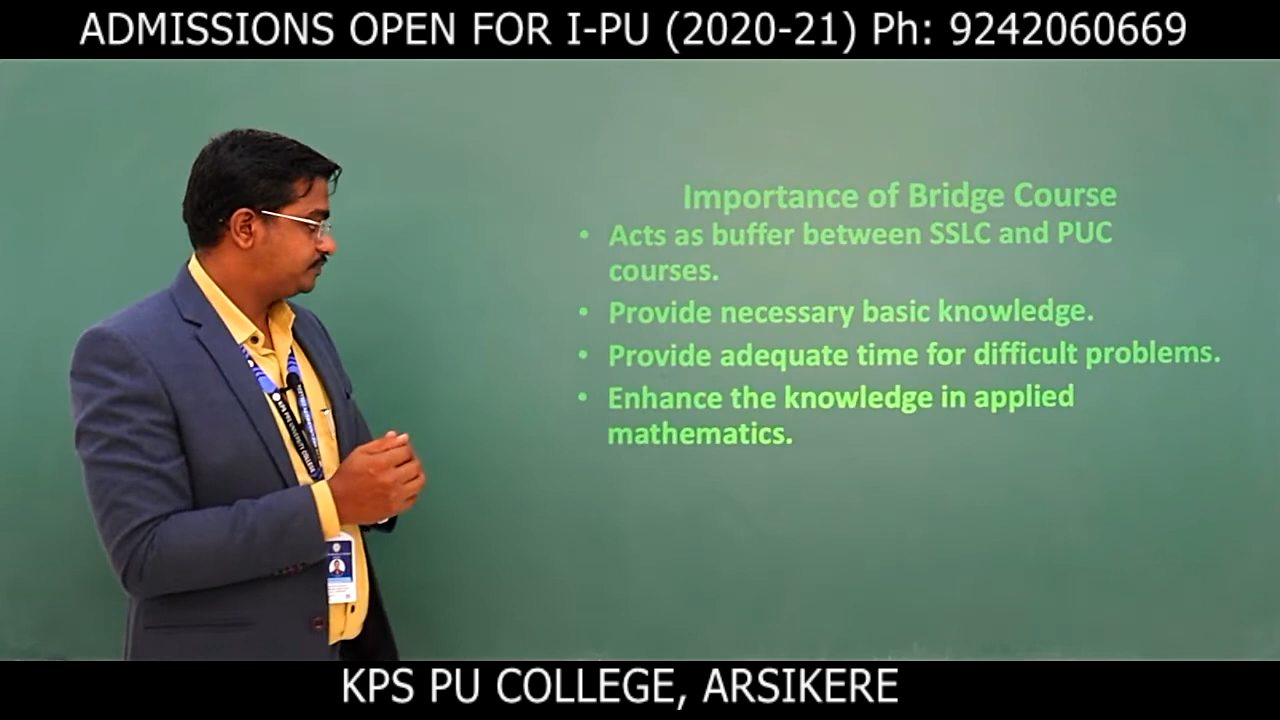 ADMISSIONS OPEN FOR I-PU (2020-21) Ph: 9242060669
Importance of Bridge Course
• Acts as buffer between SSLC and PUC
courses.
• Provide necessary basic knowledge.
• Provide adequate time for difficult problems.
• Enhance the knowledge in applied
mathematics.
KPS PU COLLEGE, ARSIKERE